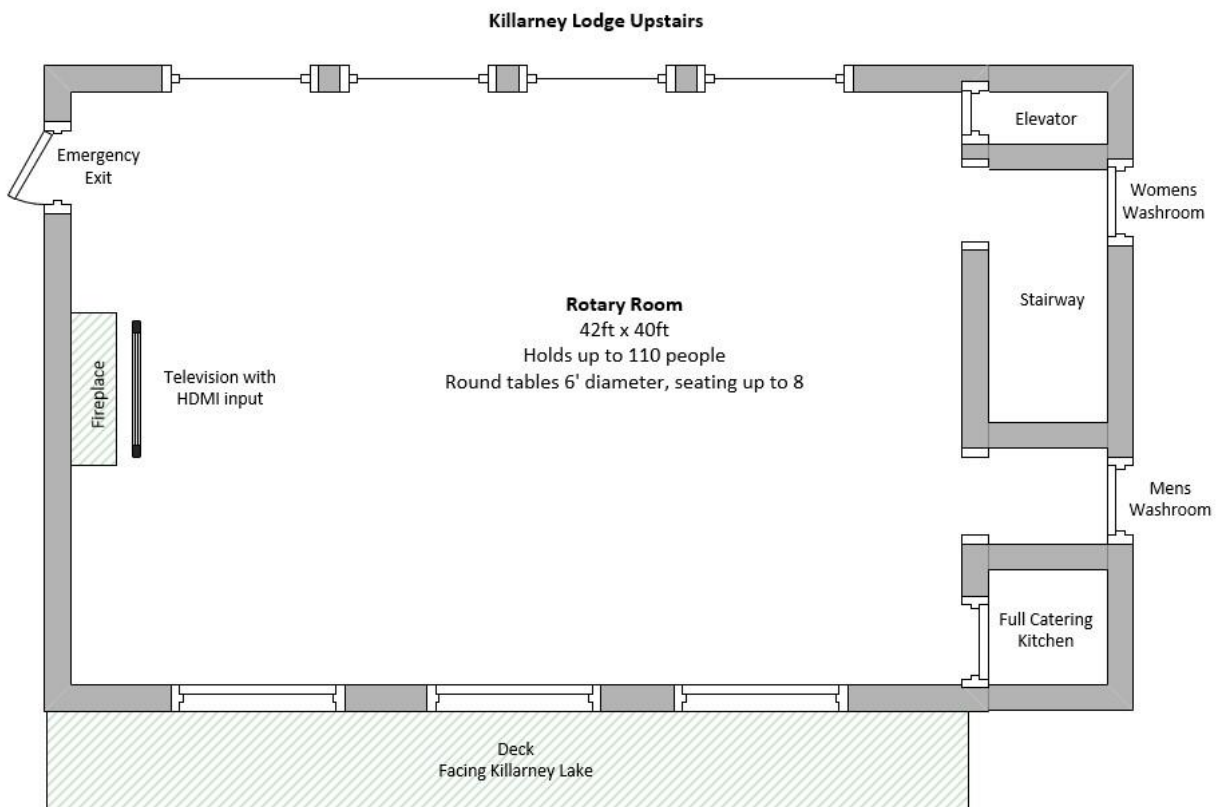 Killarney Lodge Upstairs
Elevator
Emergency
Exit
Womens
Washroom
Rotary Room
42ft x 40ft
Holds up to 110 people
Round tables 6' diameter, seating up to 8
Stairway
Fireplace
Television with
HDMI input
Mens
Washroom
Full Catering
Kitchen
Deck
Facing Killarney Lake